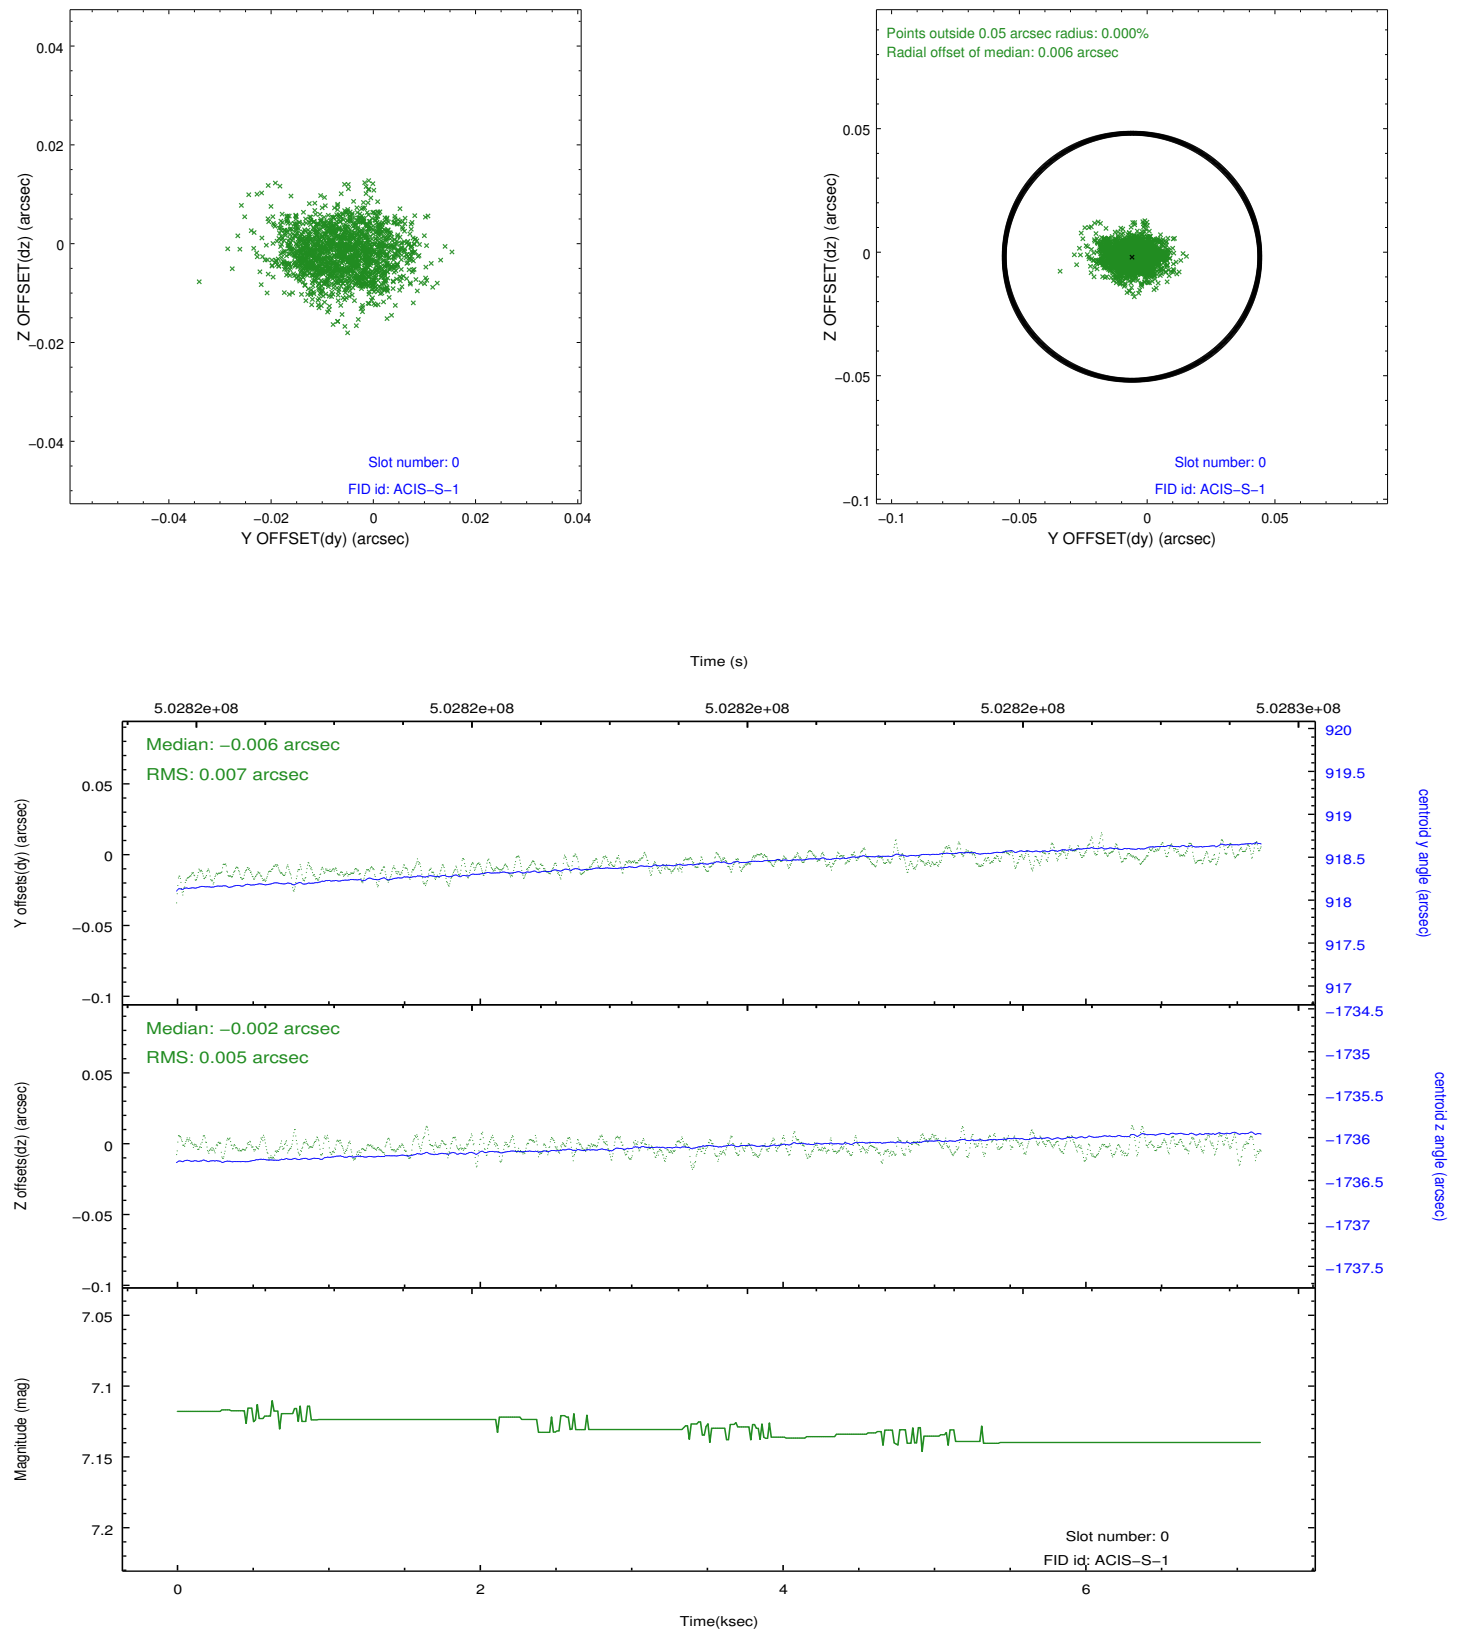 0.04
0.02
0
−0.02
−0.04
Z OFFSET(dz) (arcsec)
Slot number: 0
FID id: ACIS−S−1
−0.04
−0.02
0
0.02
0.04
Y OFFSET(dy) (arcsec)
Points outside 0.05 arcsec radius: 0.000%
Radial offset of median: 0.006 arcsec
0.05
0
−0.05
−0.1
Z OFFSET(dz) (arcsec)
Slot number: 0
FID id: ACIS−S−1
−0.1
−0.05
0
0.05
Y OFFSET(dy) (arcsec)
Time (s)
5.0282e+08
5.0282e+08
5.0282e+08
5.0282e+08
5.0283e+08
Median: −0.006 arcsec
RMS: 0.007 arcsec
0.05
0
−0.05
−0.1
Y offsets(dy) (arcsec)
920
919.5
919
918.5
918
917.5
917
centroid y angle (arcsec)
Median: −0.002 arcsec
RMS: 0.005 arcsec
0.05
0
−0.05
−0.1
Z offsets(dz) (arcsec)
−1734.5
−1735
−1735.5
−1736
−1736.5
−1737
−1737.5
centroid z angle (arcsec)
7.05
7.1
7.15
7.2
Magnitude (mag)
Slot number: 0
FID id: ACIS−S−1
0
2
4
6
Time(ksec)